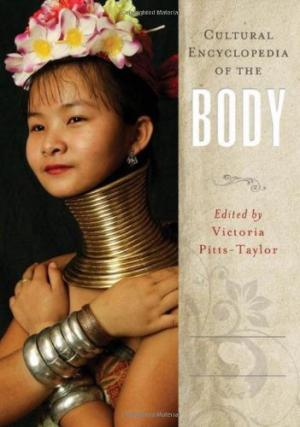 CULTURAL
ENCYCLOPEDIA
OF THE
BODY
Edited by
Victoria
Pitts-Taylor